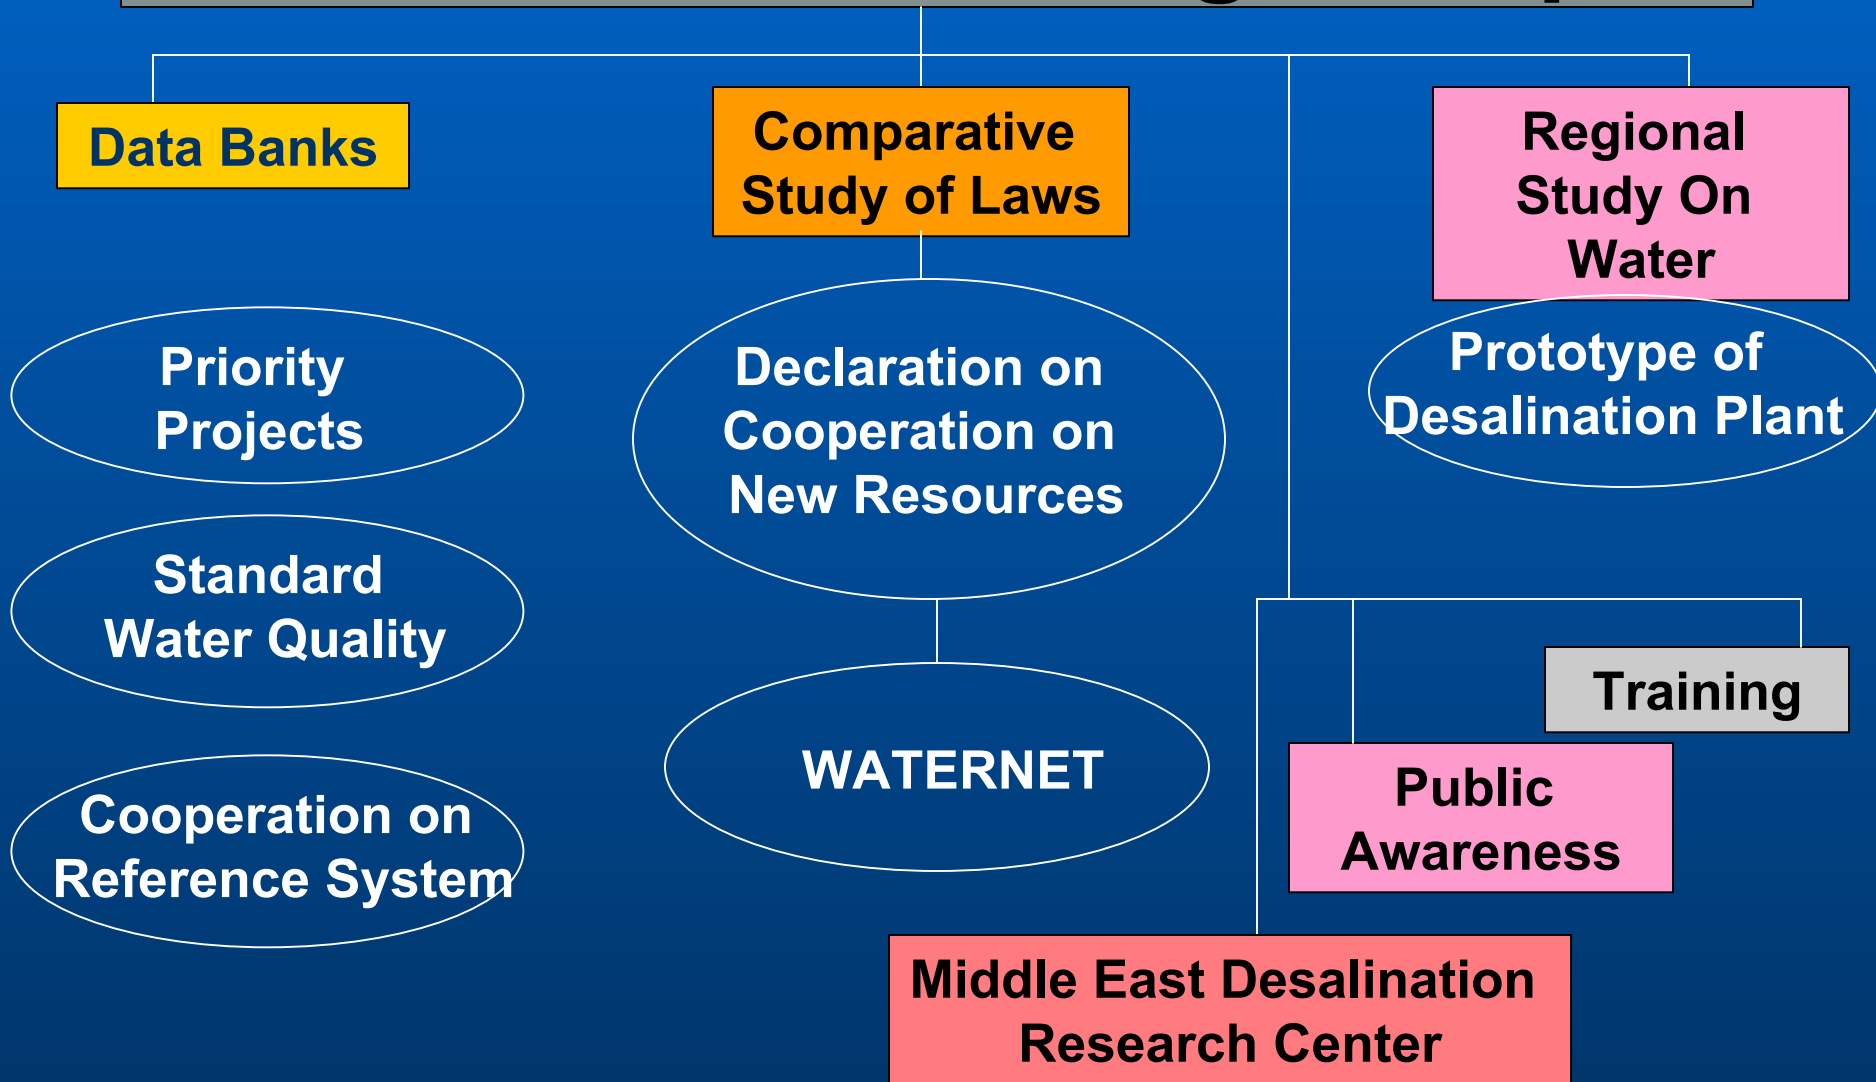 Data Banks
Comparative
Study of Laws
Regional
Study On
Water
Priority
Projects
Declaration on
Cooperation on
New Resources
Prototype of
Desalination Plant
Standard
Water Quality
Training
WATERNET
Public
Awareness
Cooperation on
Reference System
Middle East Desalination
Research Center